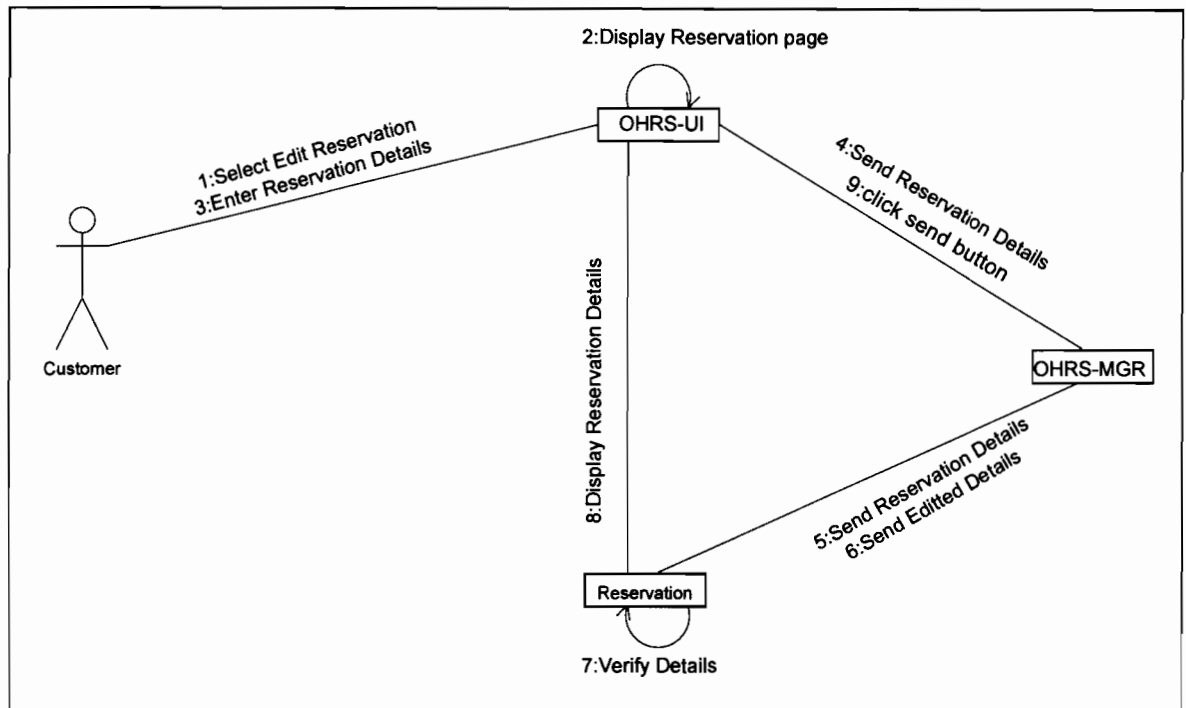 2:Display Reservation page
OHRS-UI
1:Select Edit Reservation
3:Enter Reservation Details
4:Send Reservation Details
9:click send button
Customer
8:Display Reservation Details
OHRS-MGR
5:Send Reservation Details
6:Send Editted Details
Reservation
7:Verify Details